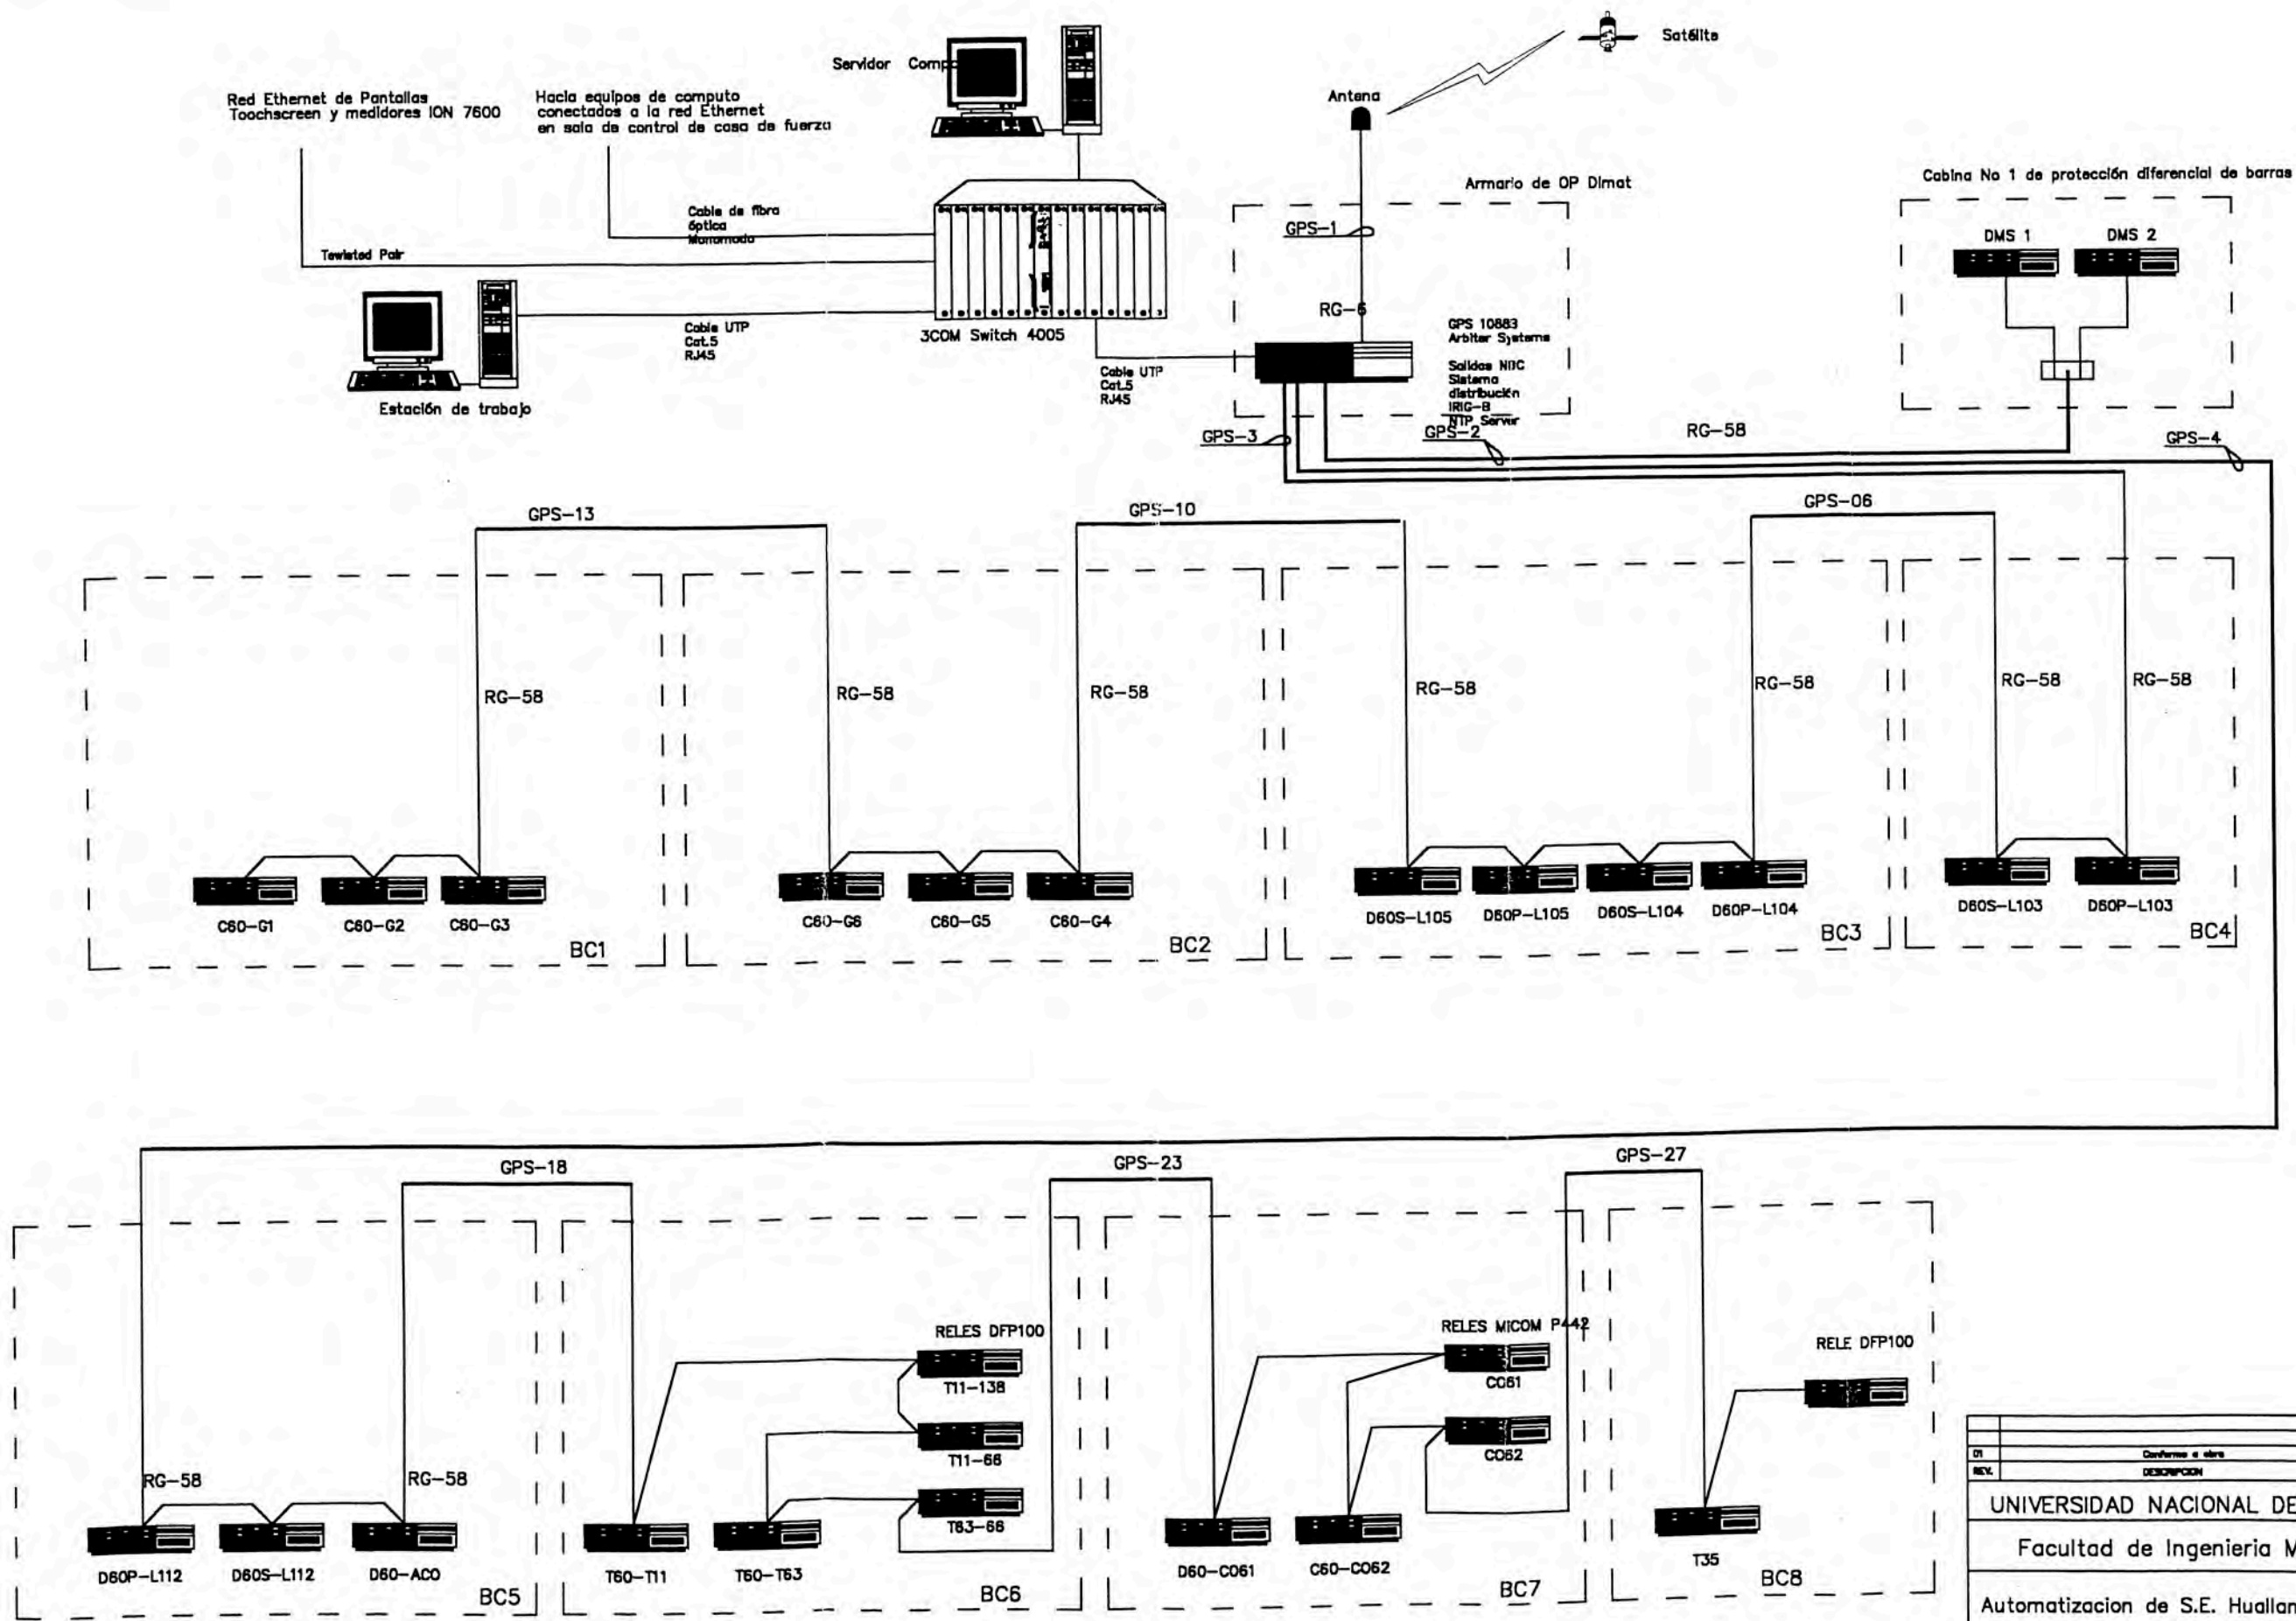 Satélite
Servidor Comp
Red Ethernet de Pantallas
Toochscreen y medidores ION 7600
Hacia equipos de computo
conectados a la red Ethernet
en sala de control de casa de fuerza
Antena
Armario de OP Dimat
Cabina No 1 de protección diferencial de barras
Cable de fibra
óptica
Monomodo
GPS-1
DMS 1
DMS 2
Tewisted Pair
RG-6
GPS 10883
Arbiter Systems
Cable UTP
Cat.5
RJ45
3COM Switch 4005
Salidas
Sistema
distribución
IRIG-B
NTP Server
Cable UTP
Cat.5
RJ45
Estación de trabajo
GPS-3
GPS-2
RG-58
GPS-4
GPS-13
GPS-10
GPS-06
RG-58
RG-58
RG-58
RG-58
RG-58
RG-58
RG-58
C60-G1
C60-G2
C60-G3
BC1
C60-G6
C60-G5
C60-G4
BC2
D60S-L105
D60P-L105
D60S-L104
D60P-L104
BC3
D60S-L103
D60P-L103
BC4
GPS-18
GPS-23
GPS-27
RELES DFP100
RELES MICOM P442
RELE DFP100
T11-138
CO61
T11-66
CO62
RG-58
RG-58
T63-66
D60P-L112
D60S-L112
D60-ACO
BC5
T60-T11
T60-T63
BC6
D60-CO61
C60-CO62
BC7
T35
BC8
01 Conforme a obra
REV. DESCRIPCION
UNIVERSIDAD NACIONAL DE
Facultad de Ingenieria M
Automatizacion de S.E. Huallan